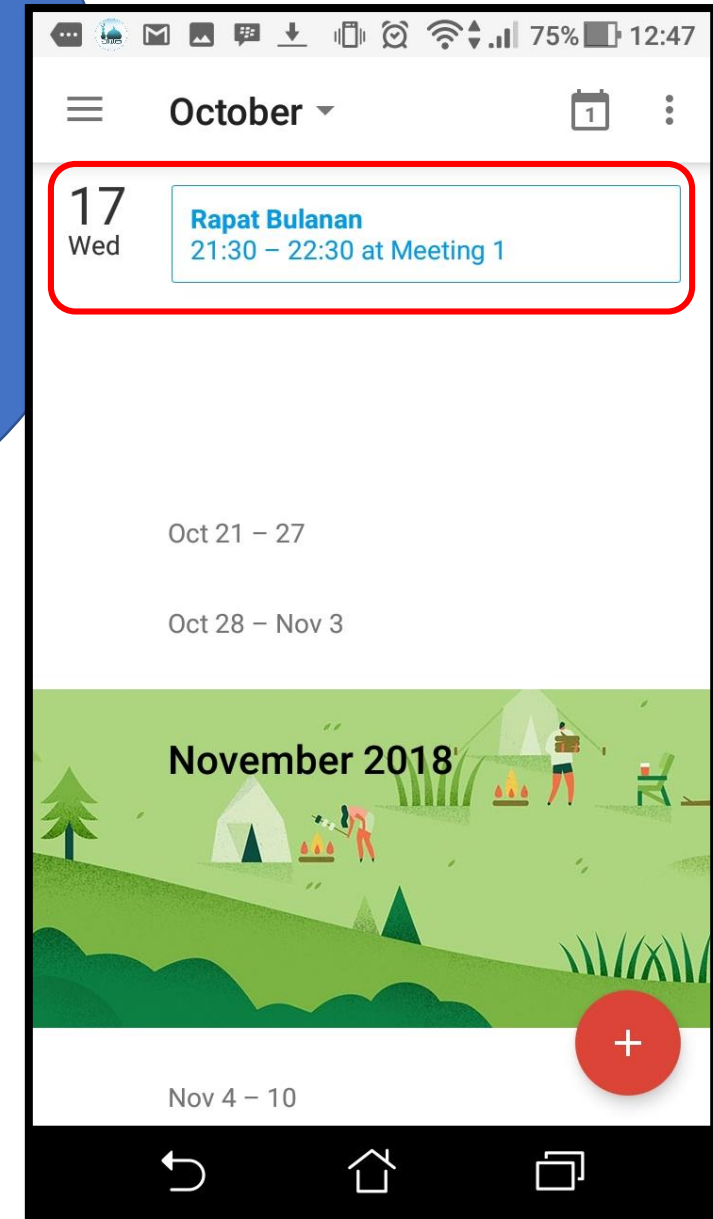 75% 12:47
October
1
17
Wed
Rapat Bulanan
21:30 – 22:30 at Meeting 1
Oct 21 – 27
Oct 28 – Nov 3
November 2018
Nov 4 – 10